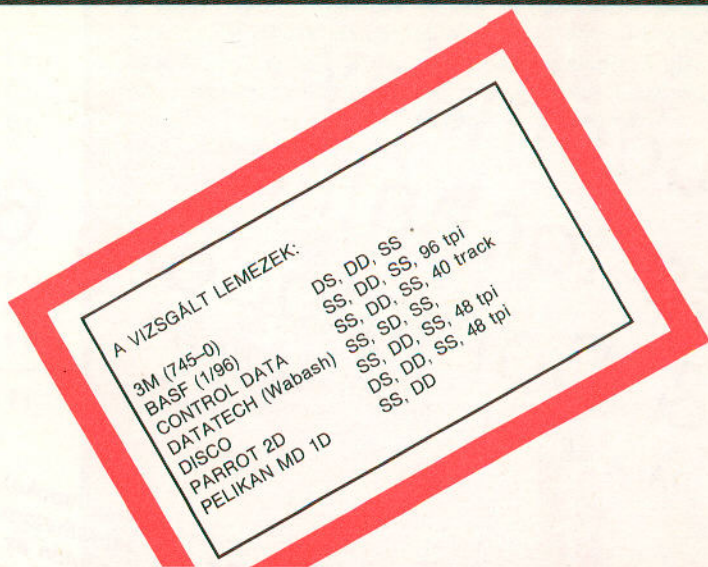 A VIZSGÁLT LEMEZEK:
3M (745–0) DS, DD, SS
BASF (1/96) SS, DD, SS, 96 tpi
CONTROL DATA SS, DD, SS, 40 track
DATATECH (Wabash) SS, SD, SS,
DISCO SS, DD, SS, 48 tpi
PARROT 2D DS, DD, SS, 48 tpi
PELIKAN MD 1D SS, DD